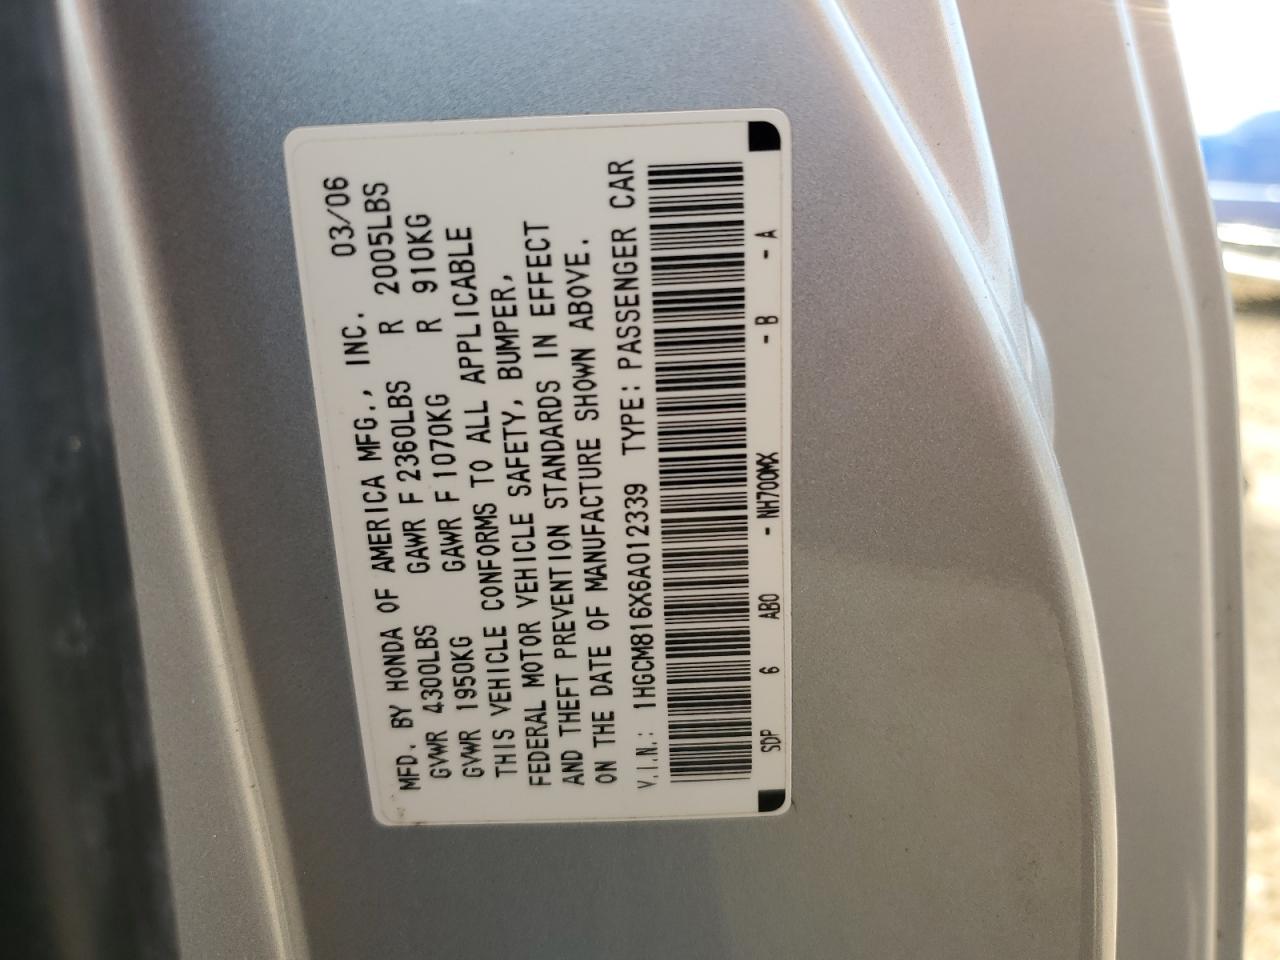 MFD. BY HONDA OF AMERICA MFG., INC. 03/06
GVWR 4300LBS GAWR F 2360LBS R 2005LBS
GVWR 1950KG GAWR F 1070KG R 910KG
THIS VEHICLE CONFORMS TO ALL APPLICABLE
FEDERAL MOTOR VEHICLE SAFETY, BUMPER,
AND THEFT PREVENTION STANDARDS IN EFFECT
ON THE DATE OF MANUFACTURE SHOWN ABOVE.
V.I.N.: 1HGCM816X6A012339 TYPE: PASSENGER CAR
SDP 6 AB0 - NH700MX - B - A